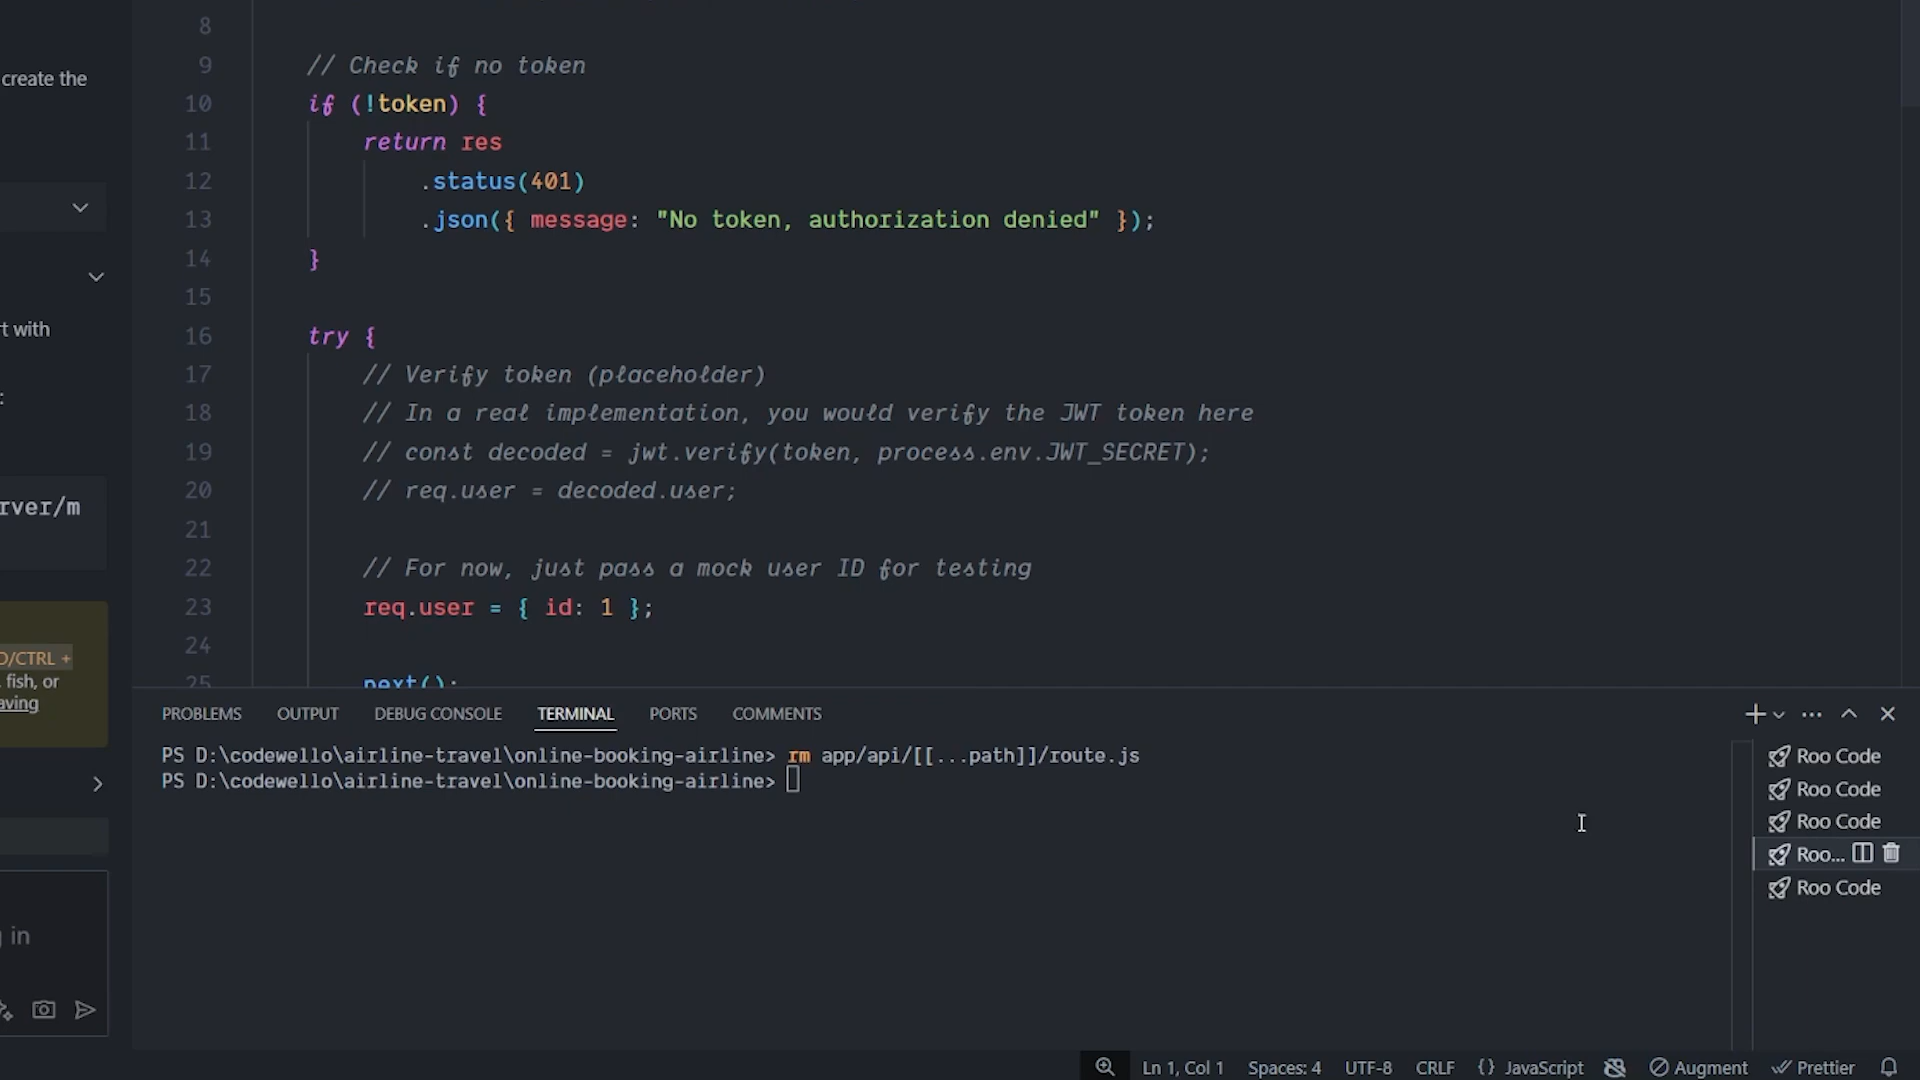 create the
rt with
:
rver/m
D/CTRL +
fish, or
aving
g in
8
9 // Check if no token
10 if (!token) {
11 return res
12 .status(401)
13 .json({ message: "No token, authorization denied" });
14 }
15
16 try {
17 // Verify token (placeholder)
18 // In a real implementation, you would verify the JWT token here
19 // const decoded = jwt.verify(token, process.env.JWT_SECRET);
20 // req.user = decoded.user;
21
22 // For now, just pass a mock user ID for testing
23 req.user = { id: 1 };
24
25 next();
PROBLEMS OUTPUT DEBUG CONSOLE TERMINAL PORTS COMMENTS
PS D:\codewello\airline-travel\online-booking-airline> rm app/api/[[...path]]/route.js
PS D:\codewello\airline-travel\online-booking-airline>
Roo Code
Roo Code
Roo Code
Roo...
Roo Code
Ln 1, Col 1 Spaces: 4 UTF-8 CRLF {} JavaScript Augment Prettier